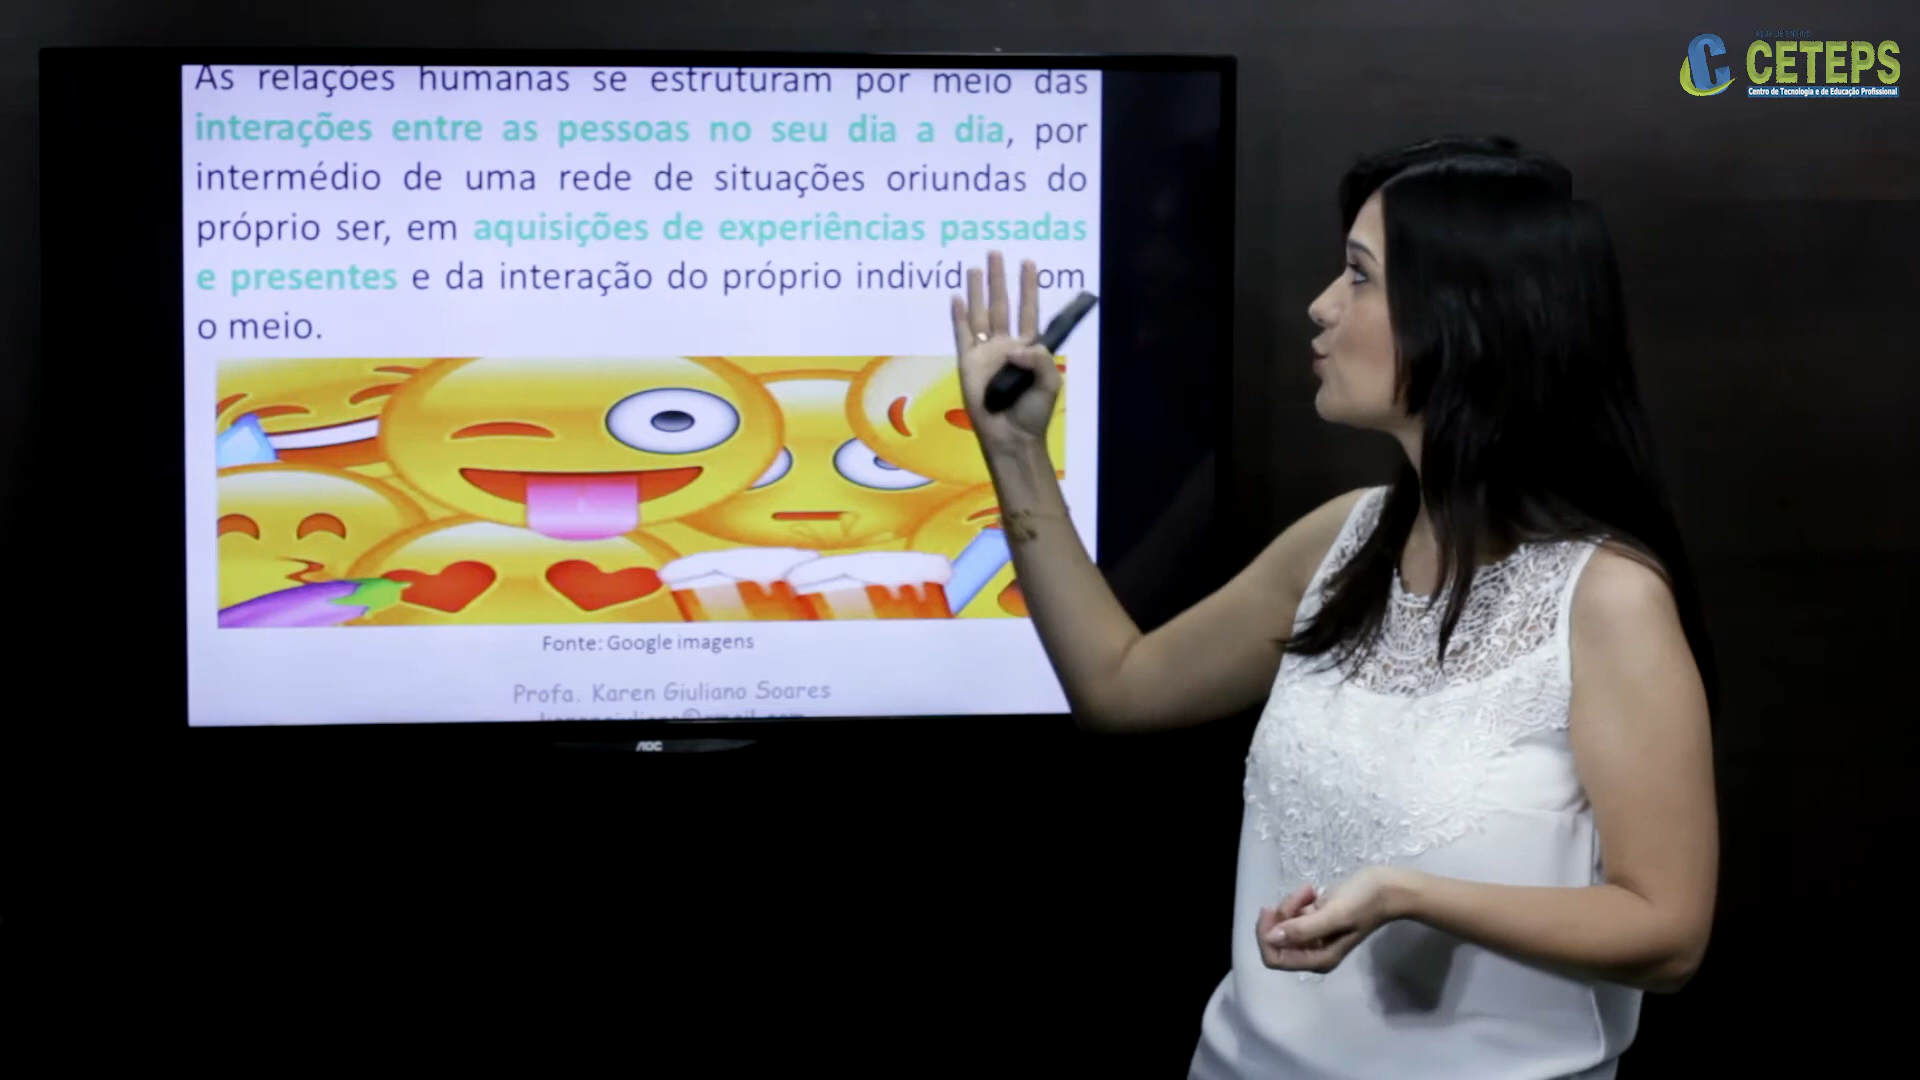 As relações humanas se estruturam por meio das
interações entre as pessoas no seu dia a dia, por
intermédio de uma rede de situações oriundas do
próprio ser, em aquisições de experiências passadas
e presentes e da interação do próprio
o meio.
Fonte: Google imagens
Profa. Karen Giuliano Soares
AOC
CETEPS
Centro de Tecnologia e de Educação Profissional